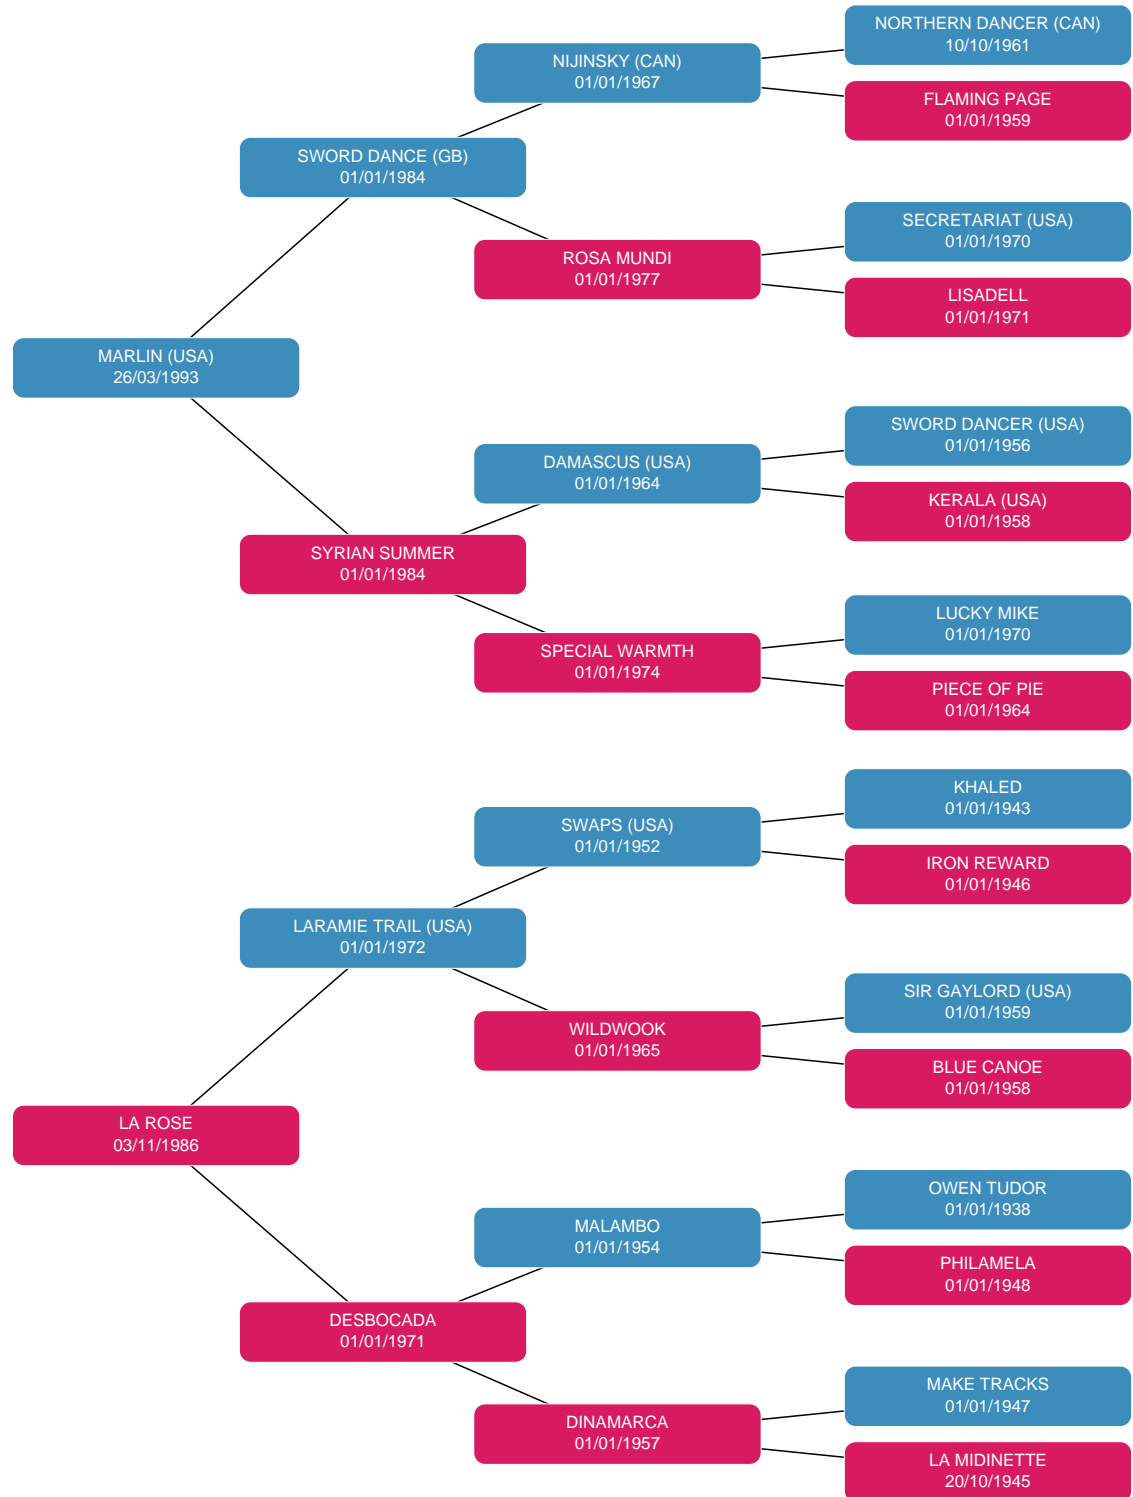 NORTHERN DANCER (CAN)
10/10/1961
NIJINSKY (CAN)
01/01/1967
FLAMING PAGE
01/01/1959
SWORD DANCE (GB)
01/01/1984
SECRETARIAT (USA)
01/01/1970
ROSA MUNDI
01/01/1977
LISADELL
01/01/1971
MARLIN (USA)
26/03/1993
SWORD DANCER (USA)
01/01/1956
DAMASCUS (USA)
01/01/1964
KERALA (USA)
01/01/1958
SYRIAN SUMMER
01/01/1984
LUCKY MIKE
01/01/1970
SPECIAL WARMTH
01/01/1974
PIECE OF PIE
01/01/1964
KHALED
01/01/1943
SWAPS (USA)
01/01/1952
IRON REWARD
01/01/1946
LARAMIE TRAIL (USA)
01/01/1972
SIR GAYLORD (USA)
01/01/1959
WILDWOOK
01/01/1965
BLUE CANOE
01/01/1958
LA ROSE
03/11/1986
OWEN TUDOR
01/01/1938
MALAMBO
01/01/1954
PHILAMELA
01/01/1948
DESBOCADA
01/01/1971
MAKE TRACKS
01/01/1947
DINAMARCA
01/01/1957
LA MIDINETTE
20/10/1945